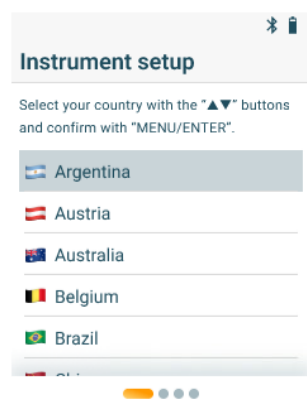 Instrument setup
Select your country with the “▲▼” buttons
and confirm with “MENU/ENTER”.
Argentina
Austria
Australia
Belgium
Brazil